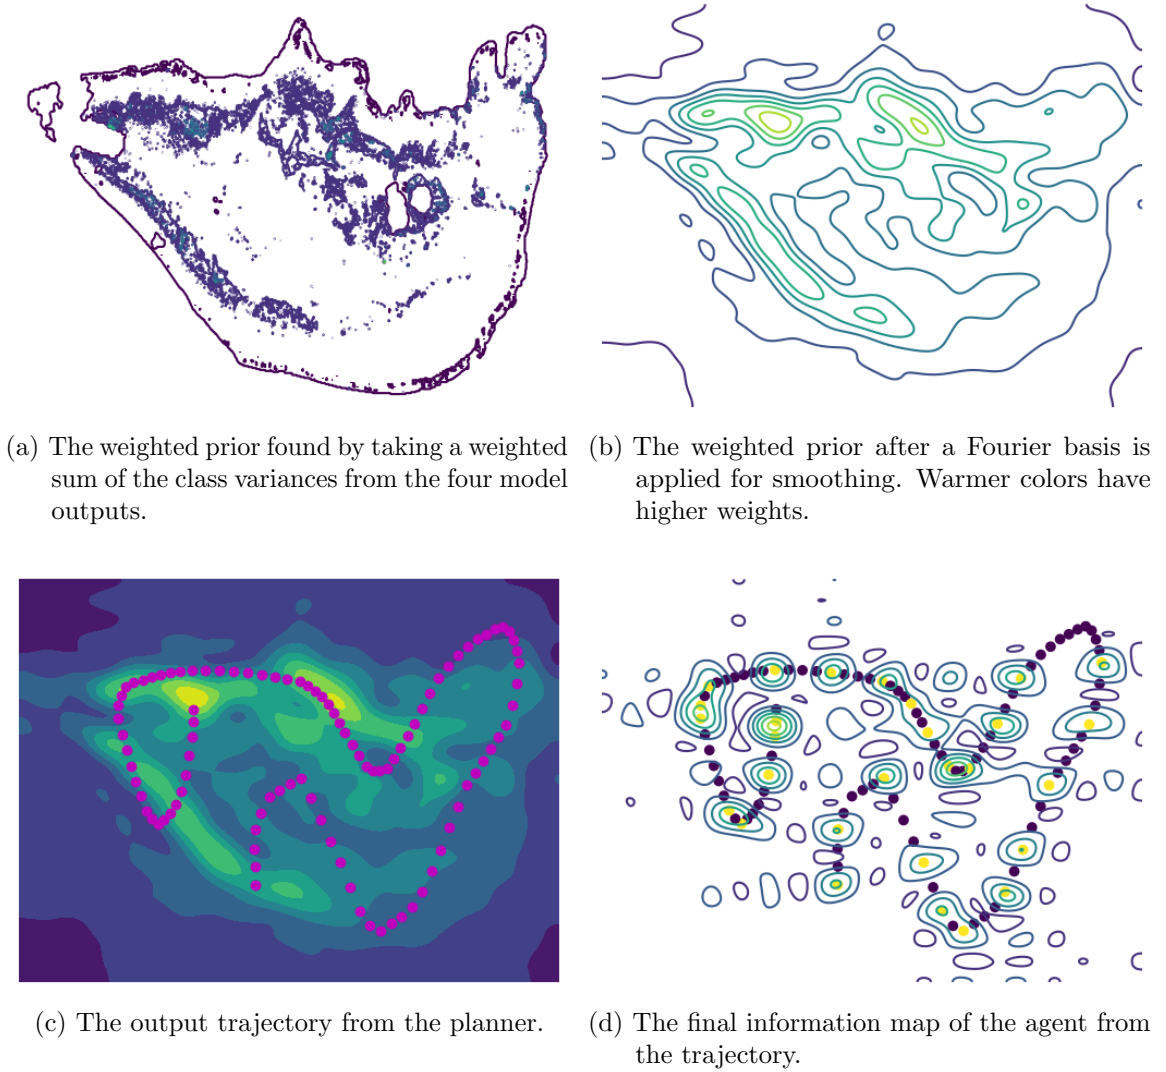 (a) The weighted prior found by taking a weighted
sum of the class variances from the four model
outputs.
(b) The weighted prior after a Fourier basis is
applied for smoothing. Warmer colors have
higher weights.
(c) The output trajectory from the planner.
(d) The final information map of the agent from
the trajectory.